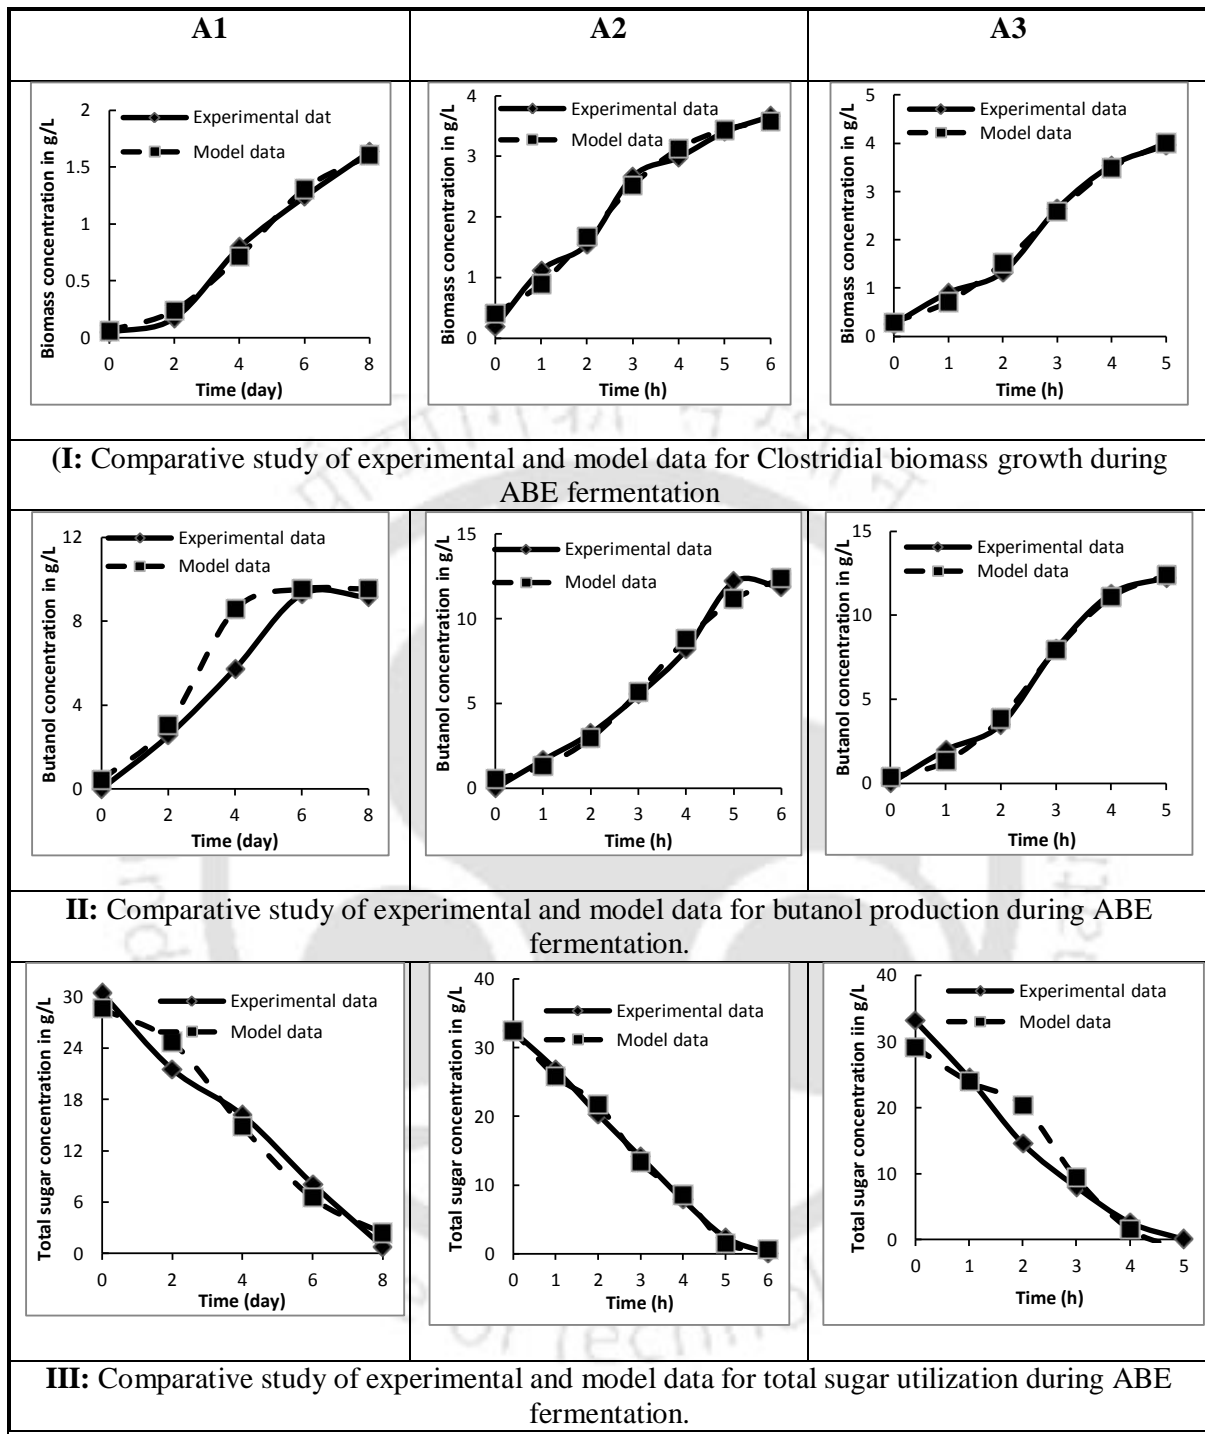 A1
A2
A3
2
1.5
1
0.5
0
0 2 4 6 8
Biomass concentration in g/L
Time (day)
Experimental dat
Model data
4
3
2
1
0
0 1 2 3 4 5 6
Biomass concentration in g/L
Time (h)
Experimental data
Model data
5
4
3
2
1
0
0 1 2 3 4 5
Biomass concentration in g/L
Time (h)
Experimental data
Model data
(I: Comparative study of experimental and model data for Clostridial biomass growth during
ABE fermentation
12
8
4
0
0 2 4 6 8
Butanol concentration in g/L
Time (day)
Experimental data
Model data
15
10
5
0
0 1 2 3 4 5 6
Butanol concentration in g/L
Time (h)
Experimental data
Model data
15
10
5
0
0 1 2 3 4 5
Butanol concentration in g/L
Time (h)
Experimental data
Model data
II: Comparative study of experimental and model data for butanol production during ABE
fermentation.
30
24
18
12
6
0
0 2 4 6 8
Total sugar concentration in g/L
Time (day)
Experimental data
Model data
40
30
20
10
0
0 1 2 3 4 5 6
Total sugar concentration in g/L
Time (h)
Experimental data
Model data
40
30
20
10
0
0 1 2 3 4 5
Total sugar concentration iin g/L
Time (h)
Experimental data
Model data
III: Comparative study of experimental and model data for total sugar utilization during ABE
fermentation.